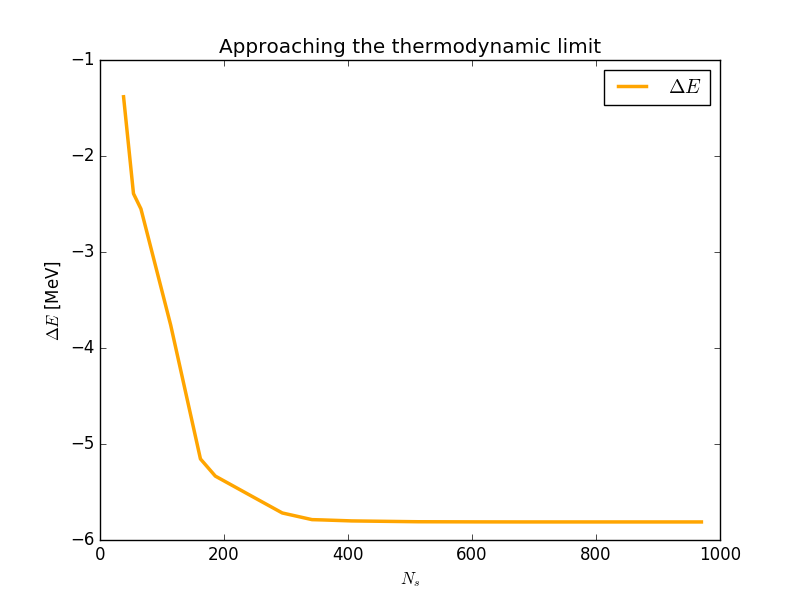 Approaching the thermodynamic limit
ΔE
−1
−2
−3
−4
−5
−6
ΔE [MeV]
0 200 400 600 800 1000
N_s